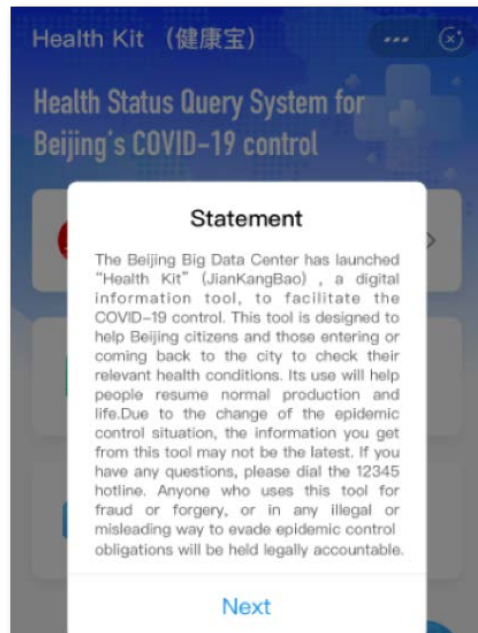 Health Kit （健康宝）
Health Status Query System for
Beijing's COVID-19 control
Statement
The Beijing Big Data Center has launched
“Health Kit” (JianKangBao) , a digital
information tool, to facilitate the
COVID-19 control. This tool is designed to
help Beijing citizens and those entering or
coming back to the city to check their
relevant health conditions. Its use will help
people resume normal production and
life.Due to the change of the epidemic
control situation, the information you get
from this tool may not be the latest. If you
have any questions, please dial the 12345
hotline. Anyone who uses this tool for
fraud or forgery, or in any illegal or
misleading way to evade epidemic control
obligations will be held legally accountable.
Next